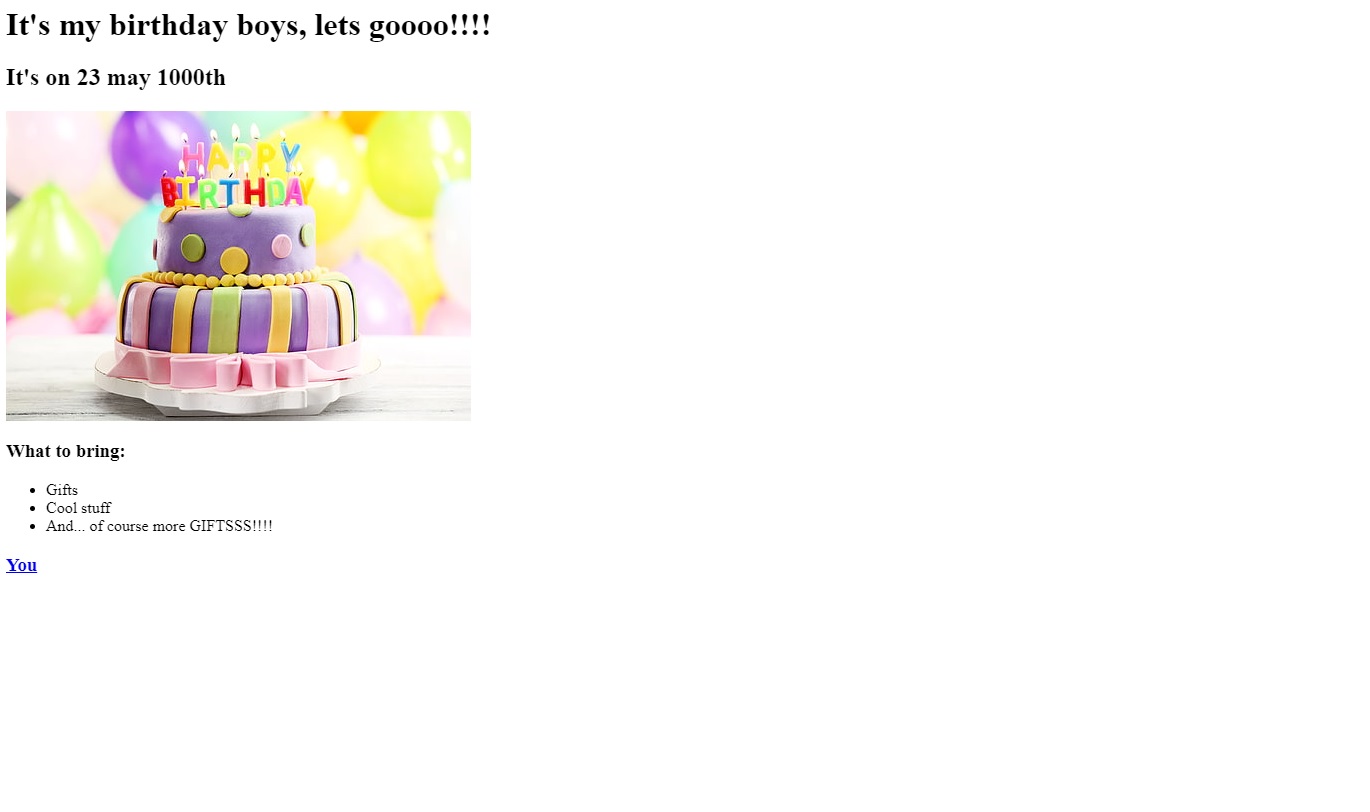 It's my birthday boys, lets goooo!!!!
It's on 23 may 1000th
HAPPY
BIRTHDAY
What to bring:
Gifts
Cool stuff
And... of course more GIFTSSS!!!!
You